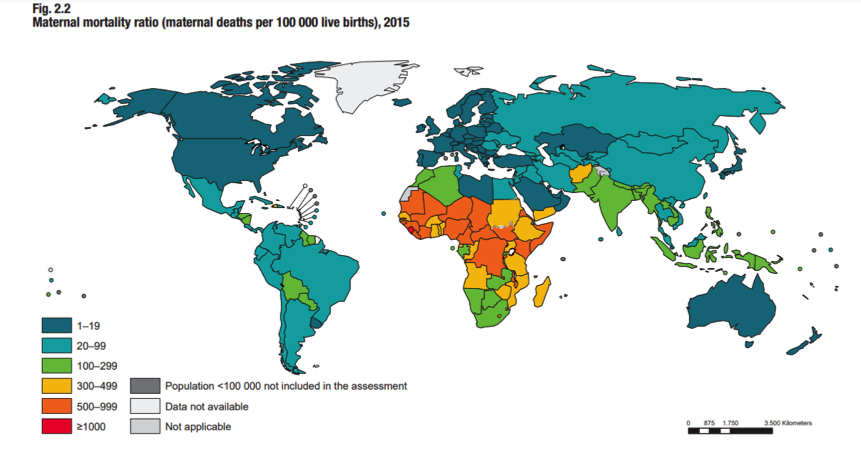 Fig. 2.2
Maternal mortality ratio (maternal deaths per 100 000 live births), 2015
1–19
20–99
100–299
300–499
500–999
≥1000
Population <100 000 not included in the assessment
Data not available
Not applicable
0 875 1.750 3.500 Kilometers